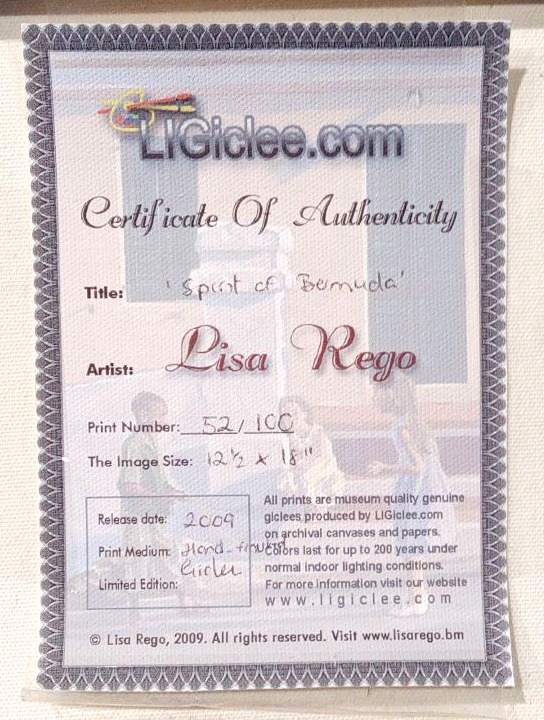 LIGiclee.com
Certificate Of Authenticity
Title: 'Spirit of Bermuda'
Artist: Lisa Rego
Print Number: 52/100
The Image Size: 12 1/2 x 18"
Release date: 2009
Print Medium: Hand-finished
Giclee
Limited Edition:
All prints are museum quality genuine
giclees produced by LIGiclee.com
on archival canvases and papers.
Colors last for up to 200 years under
normal indoor lighting conditions.
For more information visit our website
www.ligiclee.com
© Lisa Rego, 2009. All rights reserved. Visit www.lisarego.bm